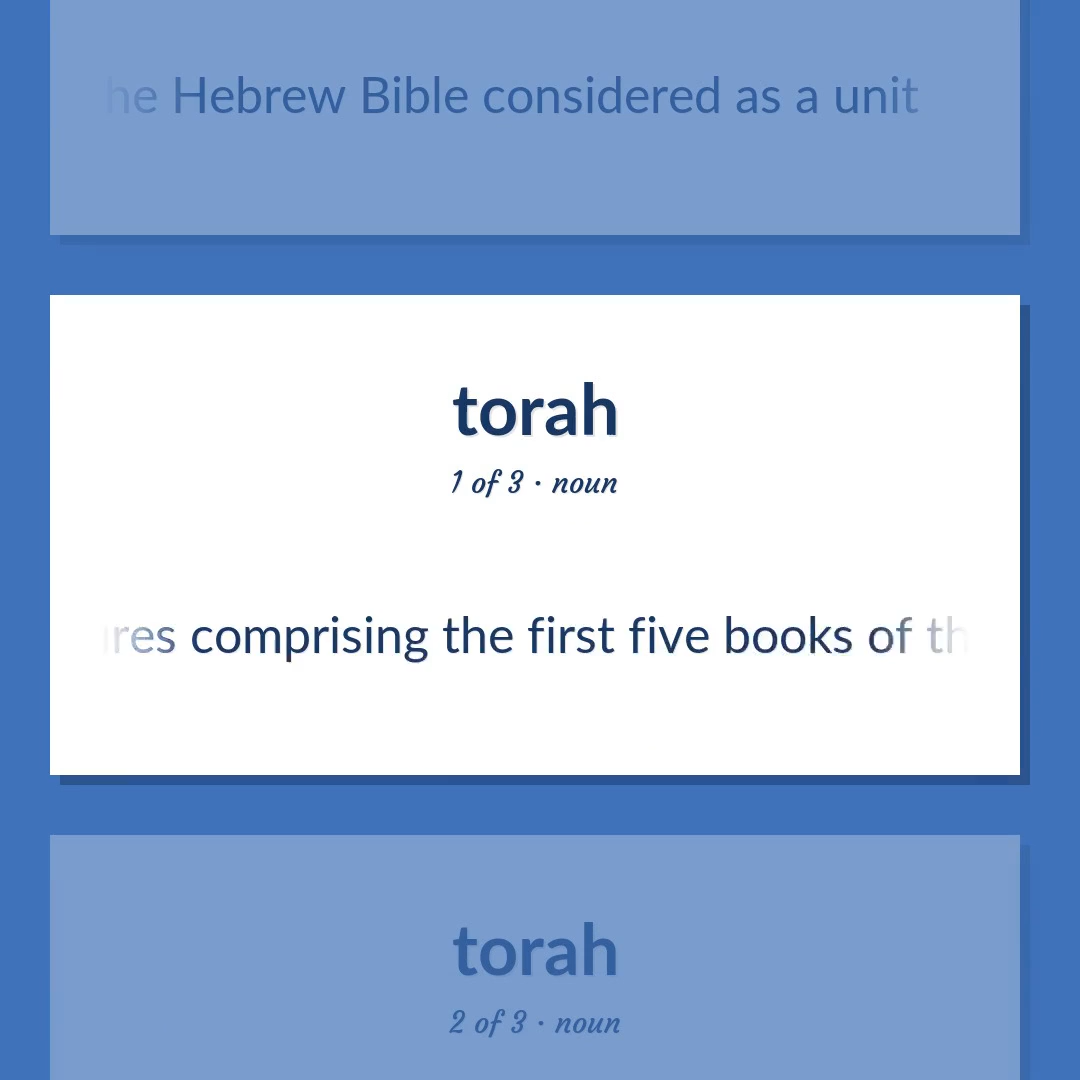 he Hebrew Bible considered as a unit
torah
1 of 3 · noun
res comprising the first five books of th
torah
2 of 3 · noun